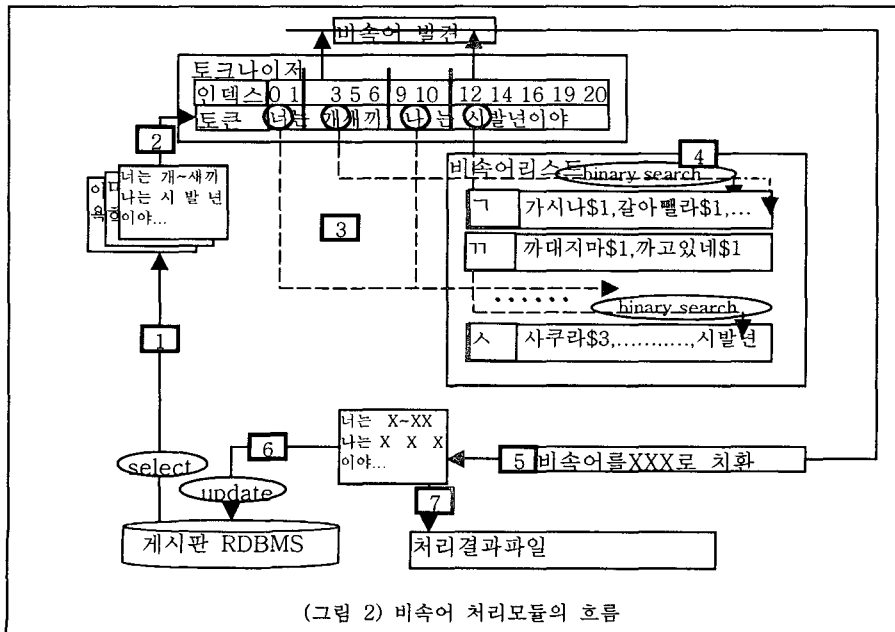 비속어 발견
토크나이저
인덱스 0 1 3 5 6 9 10 12 14 16 19 20
토큰 너는 개새끼 나는 시발년이야
2
4
너는 개~새끼
나는 시 발 년
이야...
비속어리스트
binary search
ㄱ 가시나$1,갈아뺄라$1,...
3
ㄲ 까대지마$1,까고있네$1
......
binary search
ㅅ 사쿠라$3,...........,시발년
1
너는 X~XX
나는 X X X
이야...
6
5 비속어를XXX로 치환
select
update
7
게시판 RDBMS
처리결과파일
(그림 2) 비속어 처리모듈의 흐름